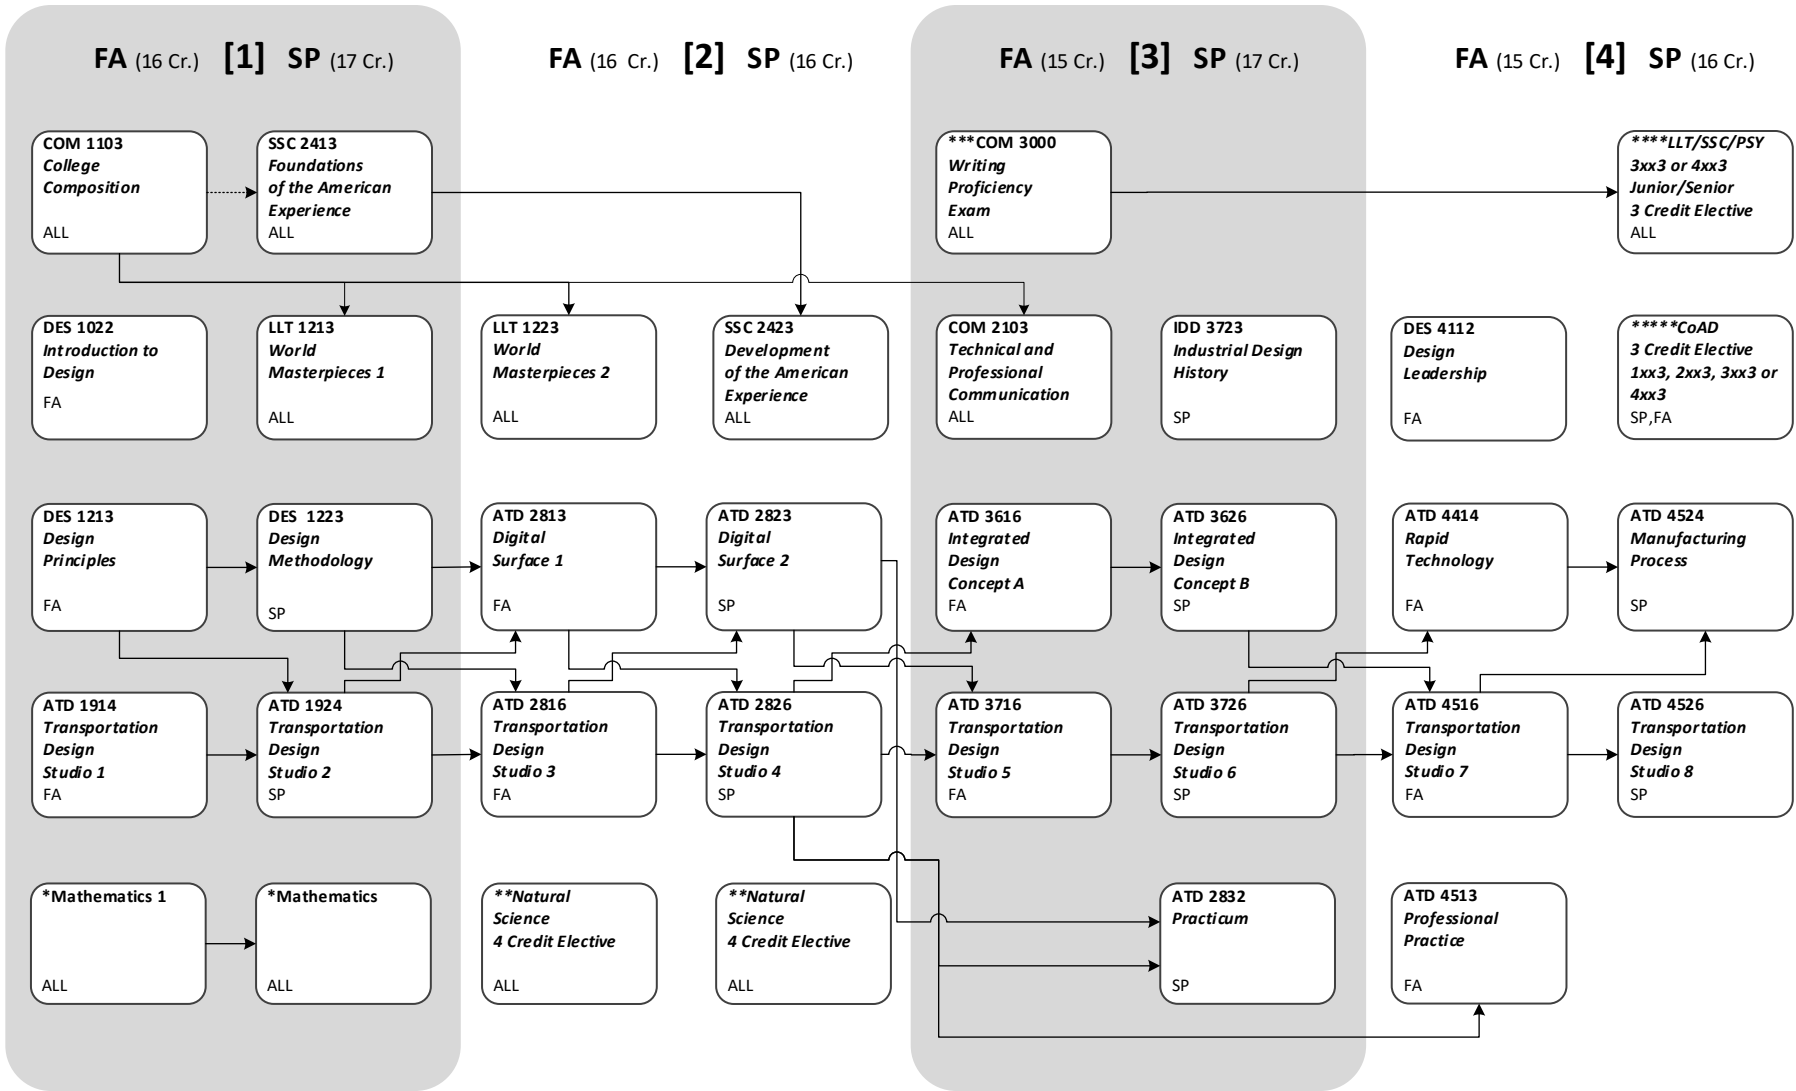 FA (16 Cr.) [1] SP (17 Cr.)
FA (16 Cr.) [2] SP (16 Cr.)
FA (15 Cr.) [3] SP (17 Cr.)
FA (15 Cr.) [4] SP (16 Cr.)
COM 1103
College
Composition
ALL
SSC 2413
Foundations
of the American
Experience
ALL
***COM 3000
Writing
Proficiency
Exam
ALL
****LLT/SSC/PSY
3xx3 or 4xx3
Junior/Senior
3 Credit Elective
ALL
DES 1022
Introduction to
Design
FA
LLT 1213
World
Masterpieces 1
ALL
LLT 1223
World
Masterpieces 2
ALL
SSC 2423
Development
of the American
Experience
ALL
COM 2103
Technical and
Professional
Communication
ALL
IDD 3723
Industrial Design
History
SP
DES 4112
Design
Leadership
FA
*****CoAD
3 Credit Elective
1xx3, 2xx3, 3xx3 or
4xx3
SP,FA
DES 1213
Design
Principles
FA
DES 1223
Design
Methodology
SP
ATD 2813
Digital
Surface 1
FA
ATD 2823
Digital
Surface 2
SP
ATD 3616
Integrated
Design
Concept A
FA
ATD 3626
Integrated
Design
Concept B
SP
ATD 4414
Rapid
Technology
FA
ATD 4524
Manufacturing
Process
SP
ATD 1914
Transportation
Design
Studio 1
FA
ATD 1924
Transportation
Design
Studio 2
SP
ATD 2816
Transportation
Design
Studio 3
FA
ATD 2826
Transportation
Design
Studio 4
SP
ATD 3716
Transportation
Design
Studio 5
FA
ATD 3726
Transportation
Design
Studio 6
SP
ATD 4516
Transportation
Design
Studio 7
FA
ATD 4526
Transportation
Design
Studio 8
SP
*Mathematics 1
ALL
*Mathematics
ALL
**Natural
Science
4 Credit Elective
ALL
**Natural
Science
4 Credit Elective
ALL
ATD 2832
Practicum
SP
ATD 4513
Professional
Practice
FA